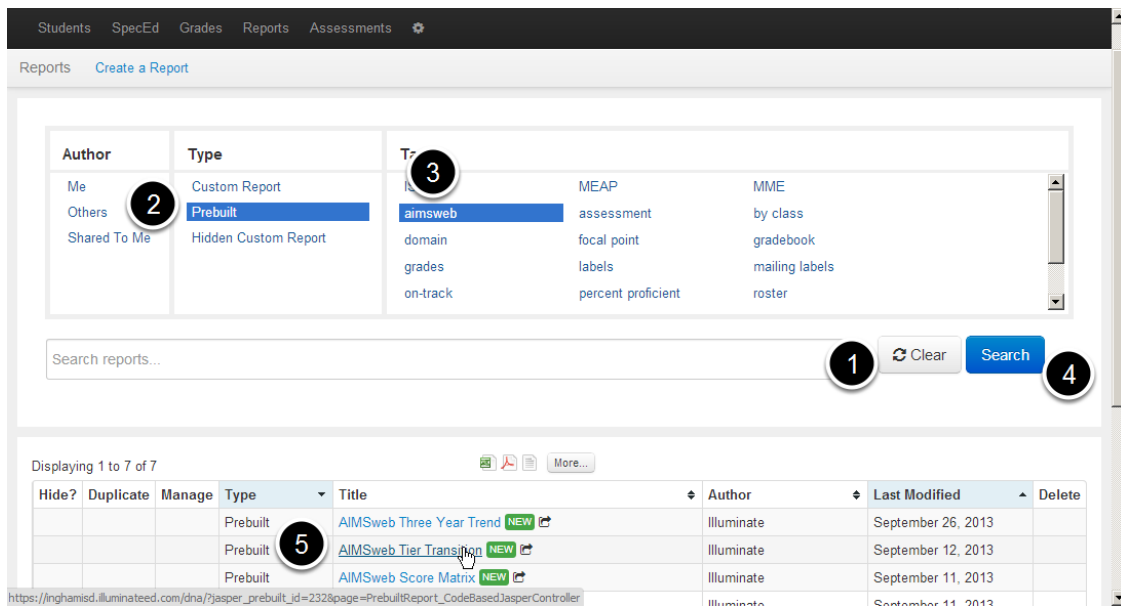 Students SpecEd Grades Reports Assessments
Reports Create a Report
Author Type
3
Me Custom Report MEAP MME
2
Others Prebuilt aimsweb assessment by class
Shared To Me Hidden Custom Report domain focal point gradebook
grades labels mailing labels
on-track percent proficient roster
Search reports... 1 Clear Search 4
Displaying 1 to 7 of 7 More...
Hide? Duplicate Manage Type Title Author Last Modified Delete
Prebuilt AIMSweb Three Year Trend NEW Illuminate September 26, 2013
Prebuilt 5 AIMSweb Tier Transition NEW Illuminate September 12, 2013
Prebuilt AIMSweb Score Matrix NEW Illuminate September 11, 2013
https://inghamisd.illuminateed.com/dna/?jasper_prebuilt_id=232&page=PrebuiltReport_CodeBasedJasperController Illuminate September 11, 2013